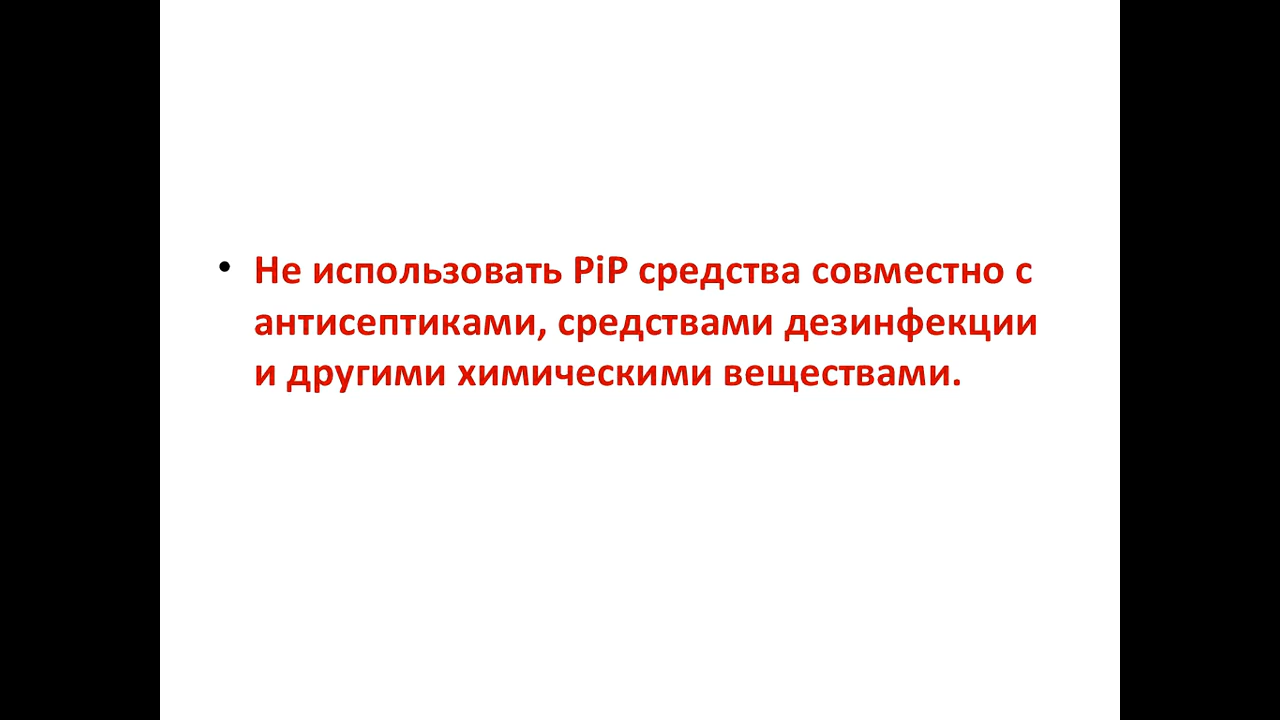 • Не использовать PiP средства совместно с
антисептиками, средствами дезинфекции
и другими химическими веществами.